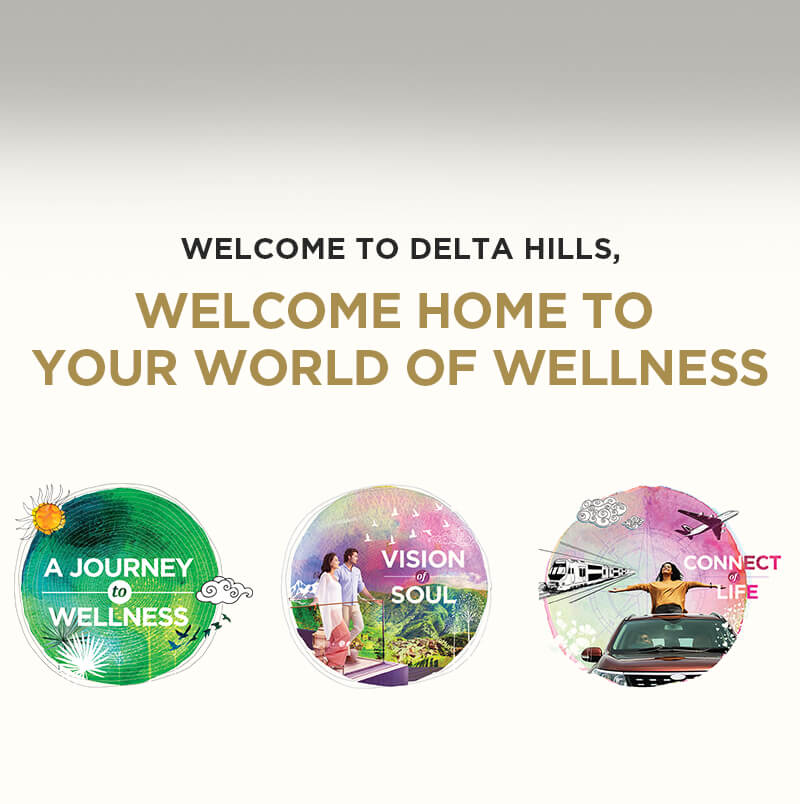 WELCOME TO DELTA HILLS,
WELCOME HOME TO
YOUR WORLD OF WELLNESS
A JOURNEY
to
WELLNESS
VISION
of
SOUL
CONNECT
of
LIFE